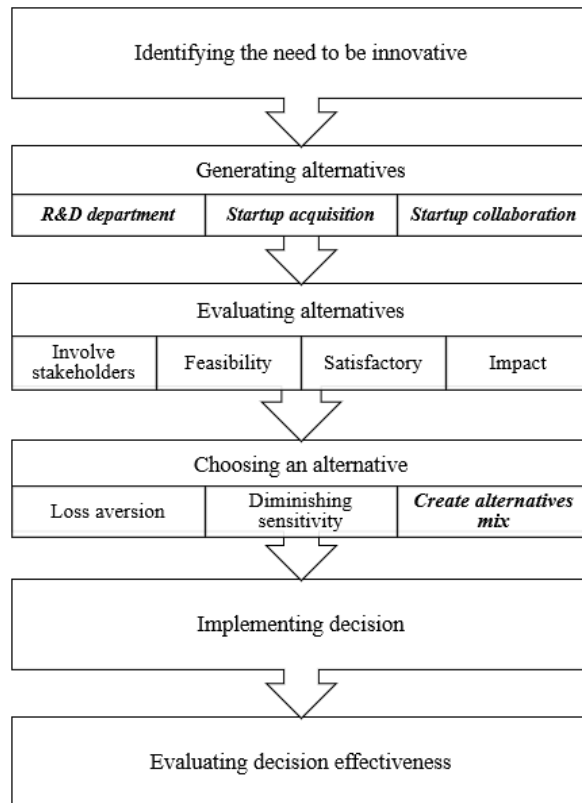 Identifying the need to be innovative
Generating alternatives
R&D department
Startup acquisition
Startup collaboration
Evaluating alternatives
Involve
stakeholders
Feasibility
Satisfactory
Impact
Choosing an alternative
Loss aversion
Diminishing
sensitivity
Create alternatives
mix
Implementing decision
Evaluating decision effectiveness